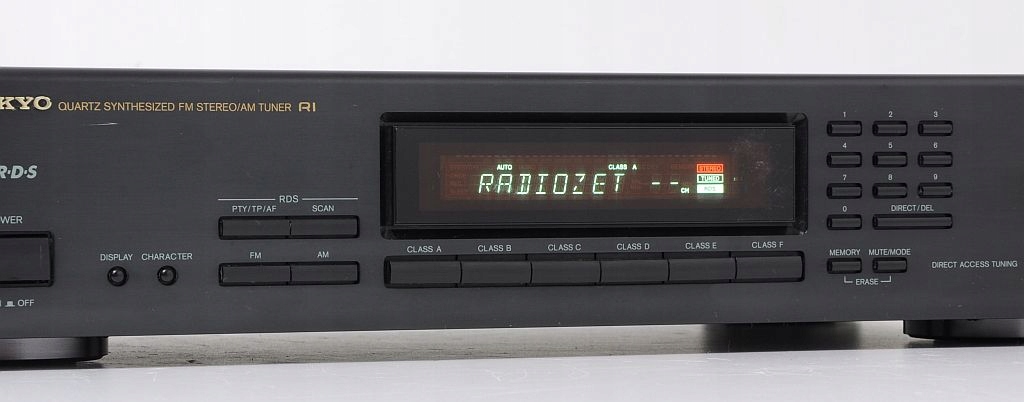 KYO QUARTZ SYNTHESIZED FM STEREO/AM TUNER RI
R·D·S
WER
OFF
DISPLAY CHARACTER
RDS
PTY/TP/AF SCAN
FM AM
AUTO CLASS A STEREO
RADIOZET -- CH TUNED
RDS
CLASS A CLASS B CLASS C CLASS D CLASS E CLASS F
1 2 3
4 5 6
7 8 9
0 DIRECT/DEL
MEMORY MUTE/MODE
ERASE
DIRECT ACCESS TUNING